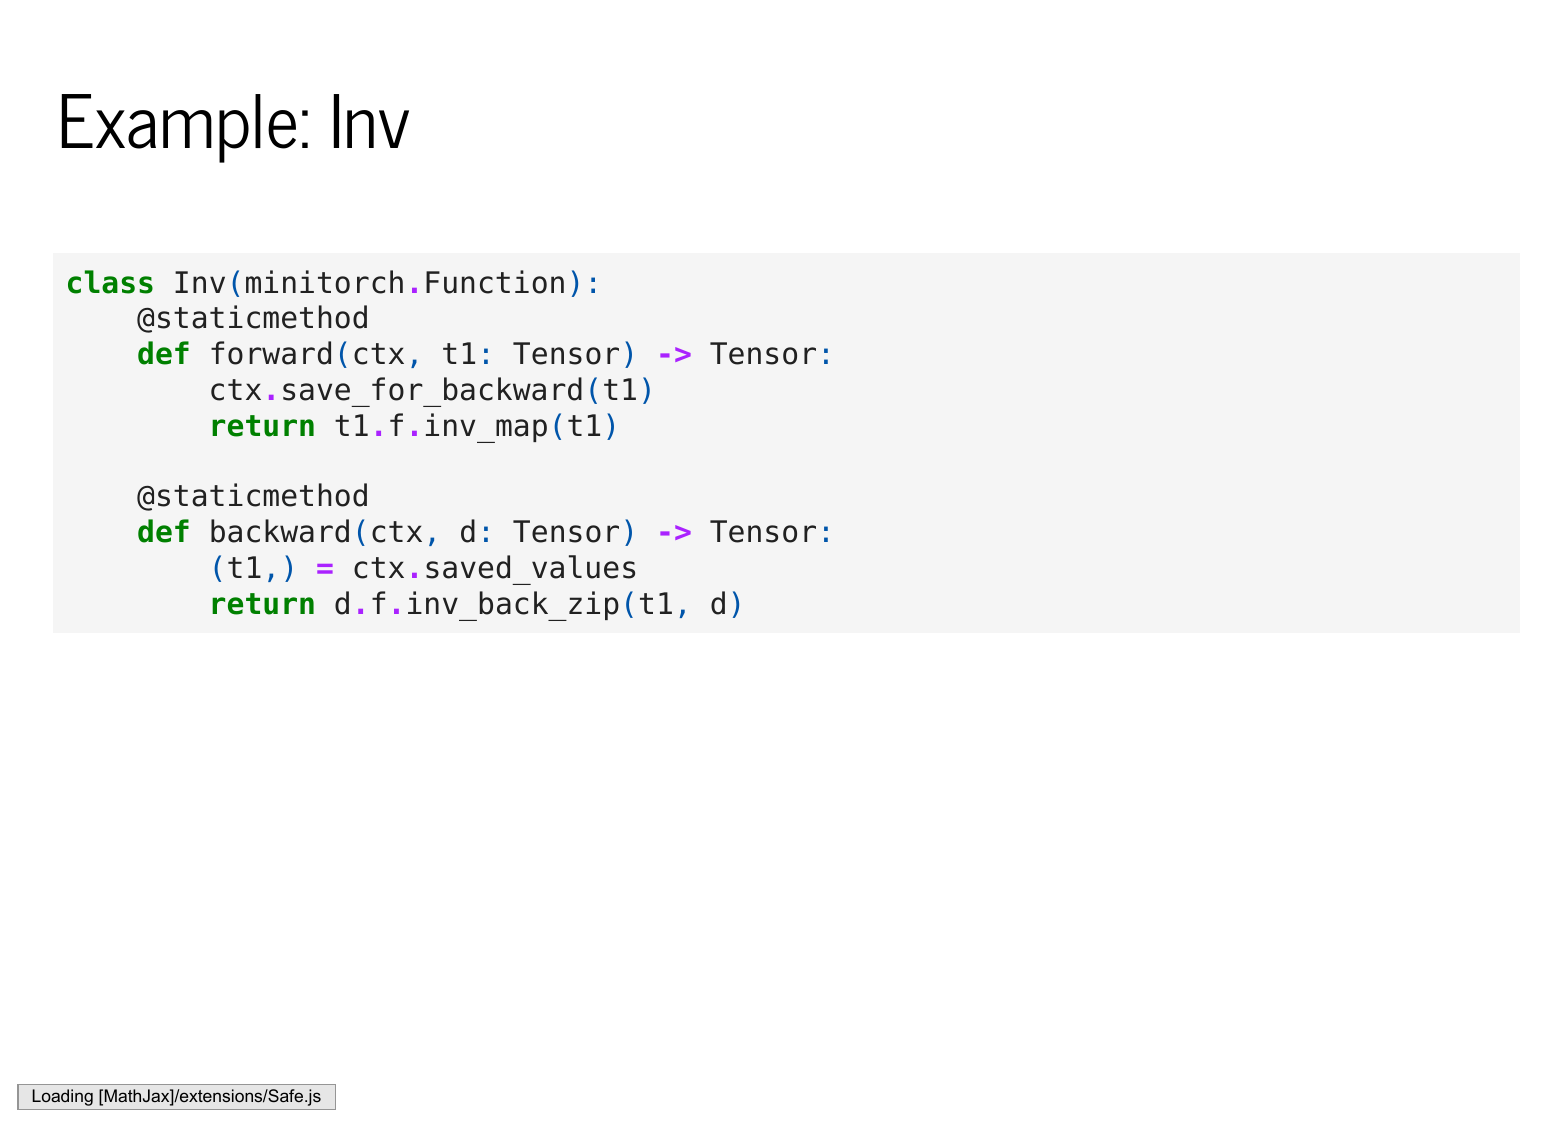 Example: Inv
class Inv(minitorch.Function):
    @staticmethod
    def forward(ctx, t1: Tensor) -> Tensor:
        ctx.save_for_backward(t1)
        return t1.f.inv_map(t1)

    @staticmethod
    def backward(ctx, d: Tensor) -> Tensor:
        (t1,) = ctx.saved_values
        return d.f.inv_back_zip(t1, d)
Loading [MathJax]/extensions/Safe.js